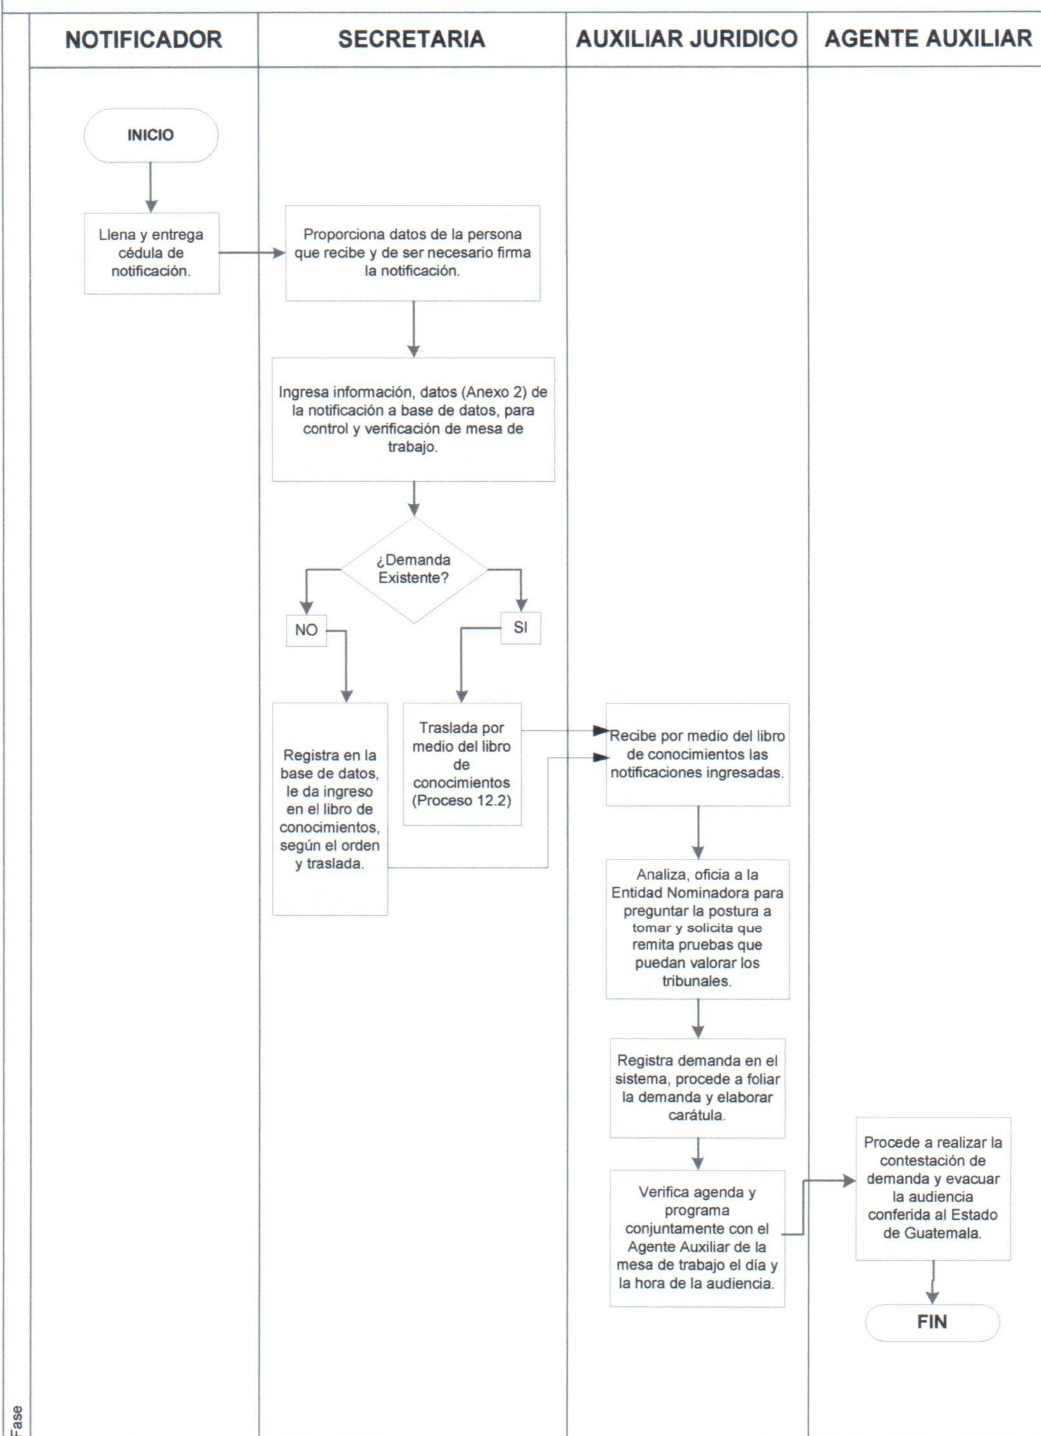 NOTIFICADOR
SECRETARIA
AUXILIAR JURIDICO
AGENTE AUXILIAR
INICIO
Llena y entrega
cédula de
notificación.
Proporciona datos de la persona
que recibe y de ser necesario firma
la notificación.
Ingresa información, datos (Anexo 2) de
la notificación a base de datos, para
control y verificación de mesa de
trabajo.
¿Demanda
Existente?
NO
SI
Registra en la
base de datos,
le da ingreso
en el libro de
conocimientos,
según el orden
y traslada.
Traslada por
medio del libro
de
conocimientos
(Proceso 12.2)
Recibe por medio del libro
de conocimientos las
notificaciones ingresadas.
Analiza, oficia a la
Entidad Nominadora para
preguntar la postura a
tomar y solicita que
remita pruebas que
puedan valorar los
tribunales.
Registra demanda en el
sistema, procede a foliar
la demanda y elaborar
carátula.
Verifica agenda y
programa
conjuntamente con el
Agente Auxiliar de la
mesa de trabajo el día y
la hora de la audiencia.
Procede a realizar la
contestación de
demanda y evacuar
la audiencia
conferida al Estado
de Guatemala.
FIN
Fase